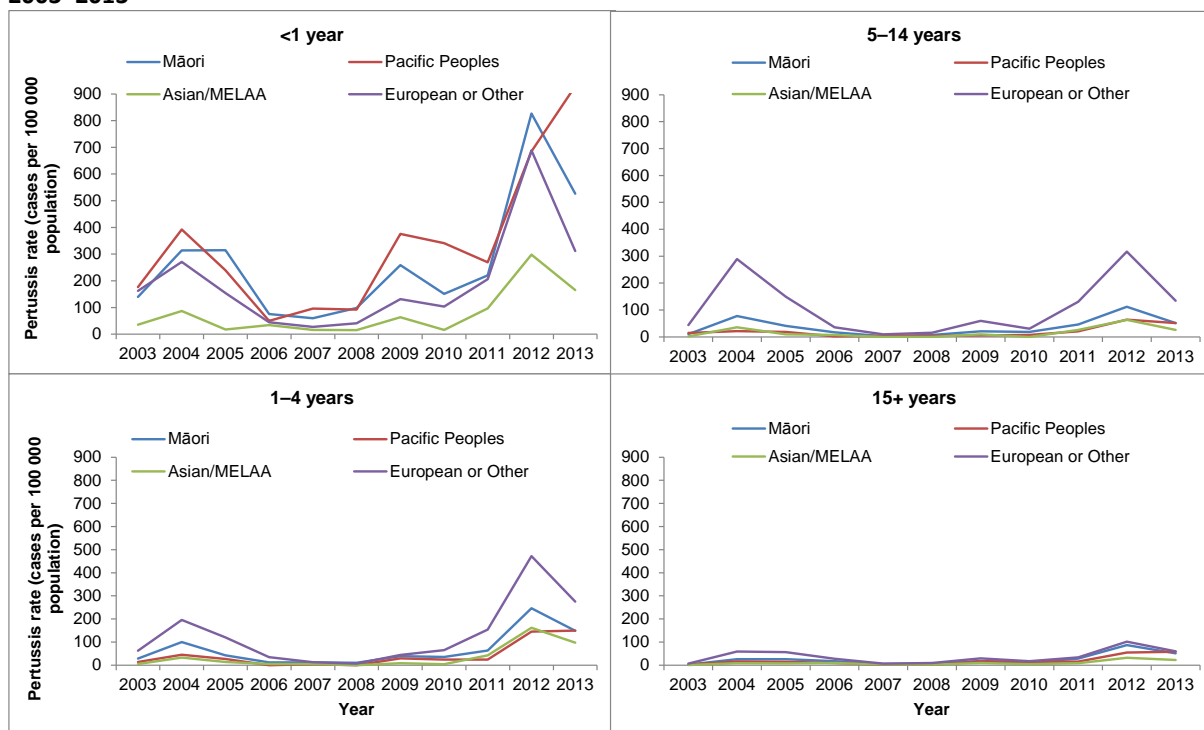 <1 year
Māori
Pacific Peoples
Asian/MELAA
European or Other
Pertussis rate (cases per 100 000
population)
900
800
700
600
500
400
300
200
100
0
2003 2004 2005 2006 2007 2008 2009 2010 2011 2012 2013
5–14 years
Māori
Pacific Peoples
Asian/MELAA
European or Other
900
800
700
600
500
400
300
200
100
0
2003 2004 2005 2006 2007 2008 2009 2010 2011 2012 2013
1–4 years
Māori
Pacific Peoples
Asian/MELAA
European or Other
Pertussis rate (cases per 100 000
population)
900
800
700
600
500
400
300
200
100
0
2003 2004 2005 2006 2007 2008 2009 2010 2011 2012 2013
Year
15+ years
Māori
Pacific Peoples
Asian/MELAA
European or Other
900
800
700
600
500
400
300
200
100
0
2003 2004 2005 2006 2007 2008 2009 2010 2011 2012 2013
Year